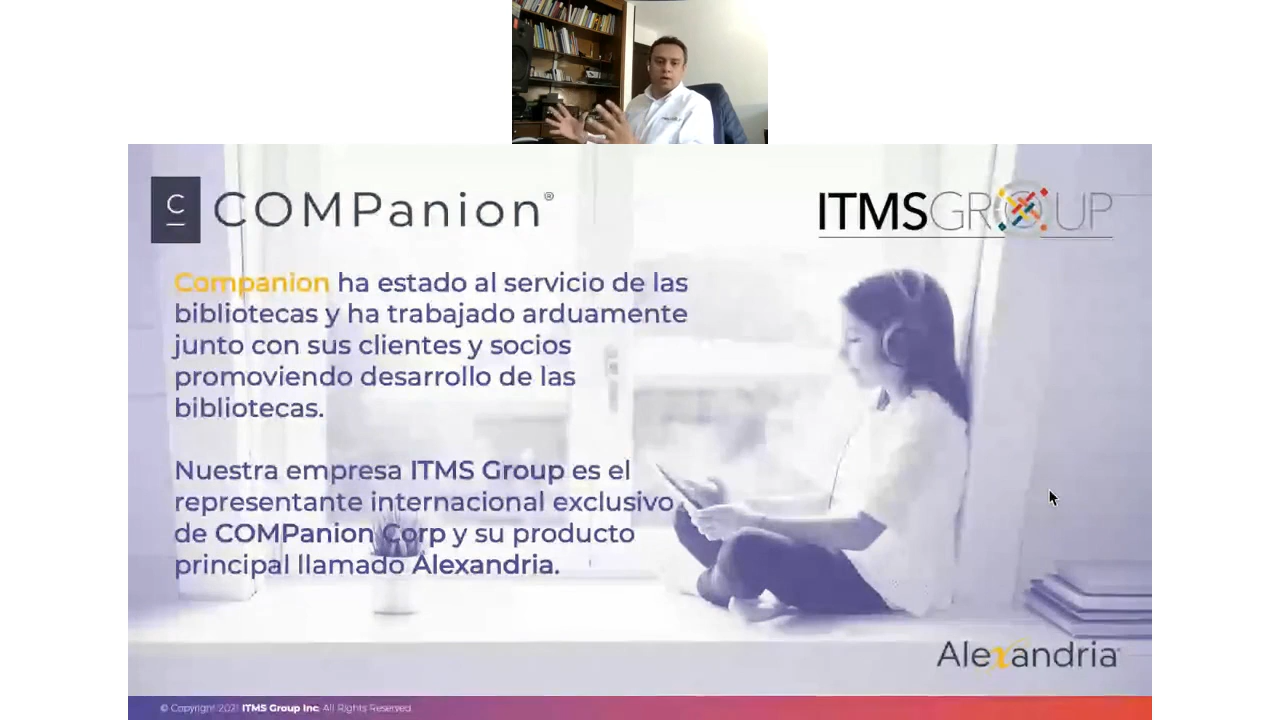 C COMPanion®
ITMSGROUP
Companion ha estado al servicio de las
bibliotecas y ha trabajado arduamente
junto con sus clientes y socios
promoviendo desarrollo de las
bibliotecas.
Nuestra empresa ITMS Group es el
representante internacional exclusivo
de COMPanion Corp y su producto
principal llamado Alexandria.
Alexandria
© Copyright 2021 ITMS Group Inc. All Rights Reserved.